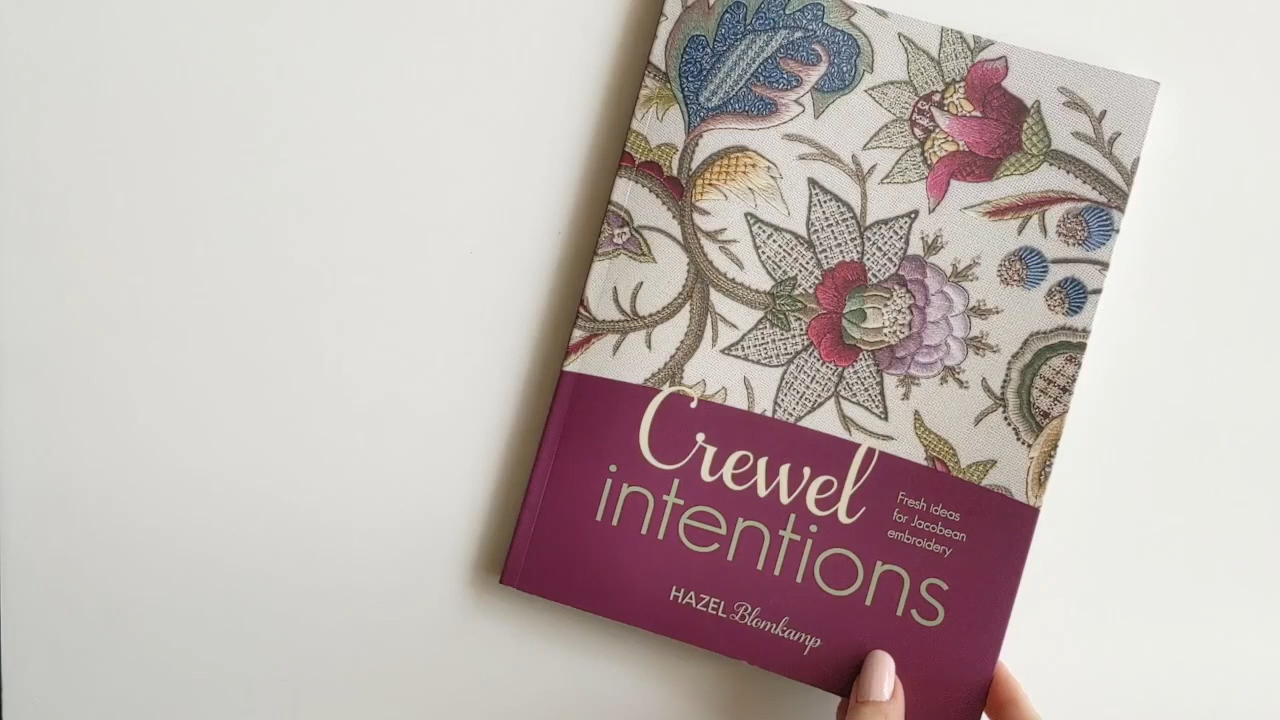 Crewel
intentions
Fresh ideas
for Jacobean
embroidery
HAZEL Blomkamp